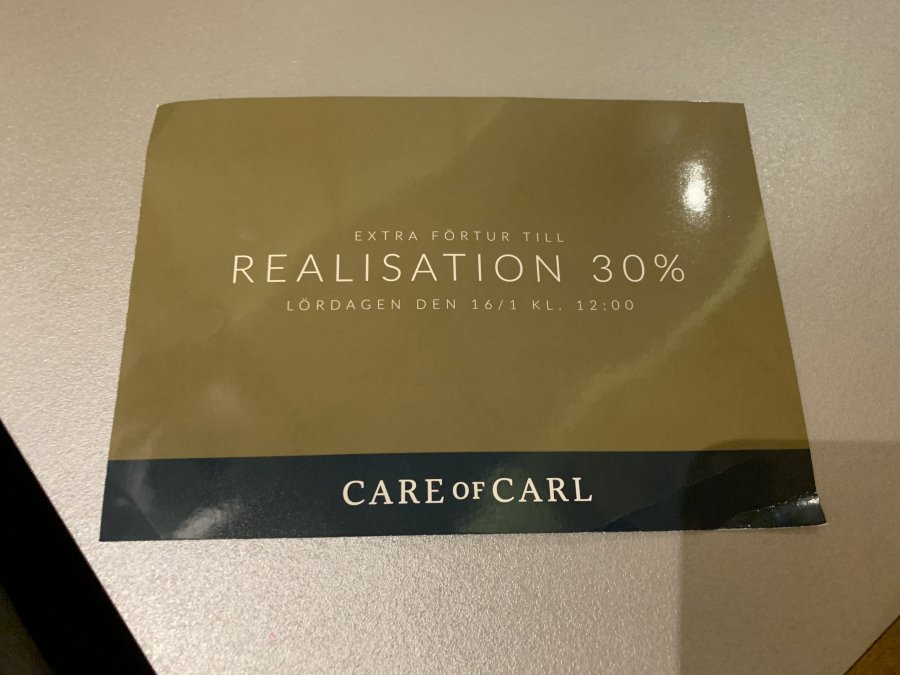 EXTRA FÖRTUR TILL
REALISATION 30%
LÖRDAGEN DEN 16/1 KL. 12:00
CARE OF CARL